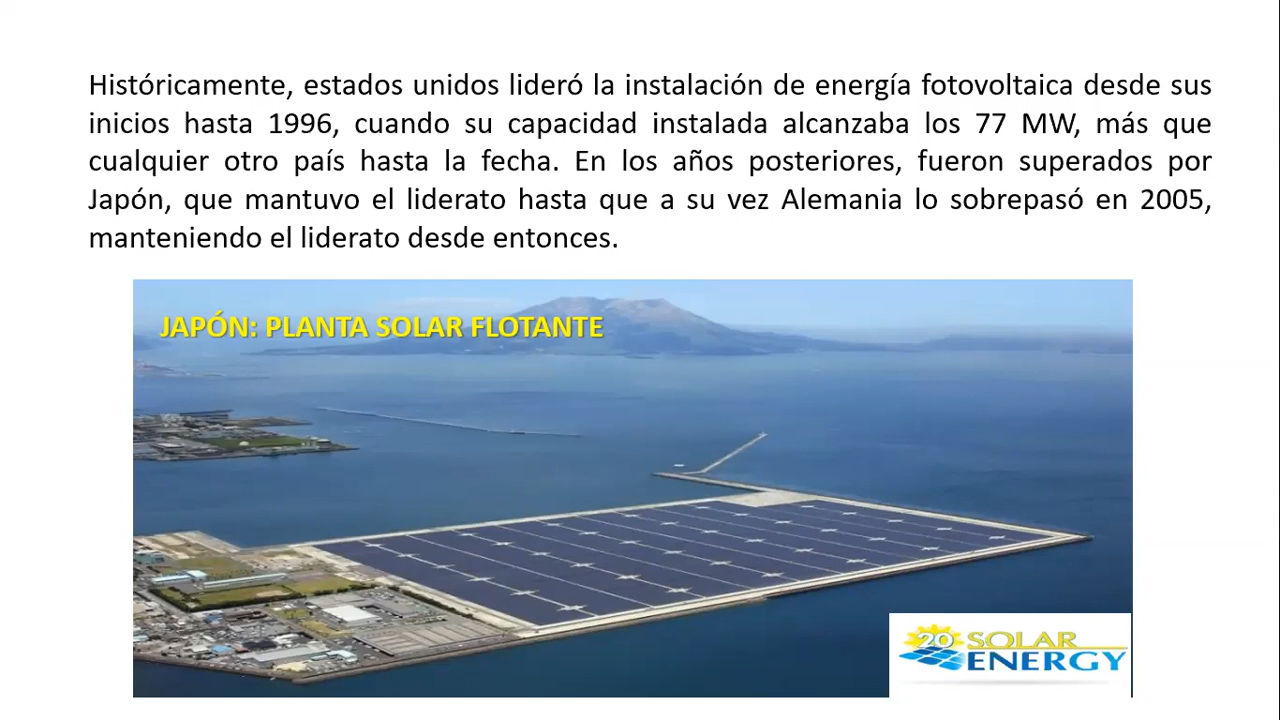 Históricamente, estados unidos lideró la instalación de energía fotovoltaica desde sus
inicios hasta 1996, cuando su capacidad instalada alcanzaba los 77 MW, más que
cualquier otro país hasta la fecha. En los años posteriores, fueron superados por
Japón, que mantuvo el liderato hasta que a su vez Alemania lo sobrepasó en 2005,
manteniendo el liderato desde entonces.
JAPÓN: PLANTA SOLAR FLOTANTE
20 SOLAR
ENERGY